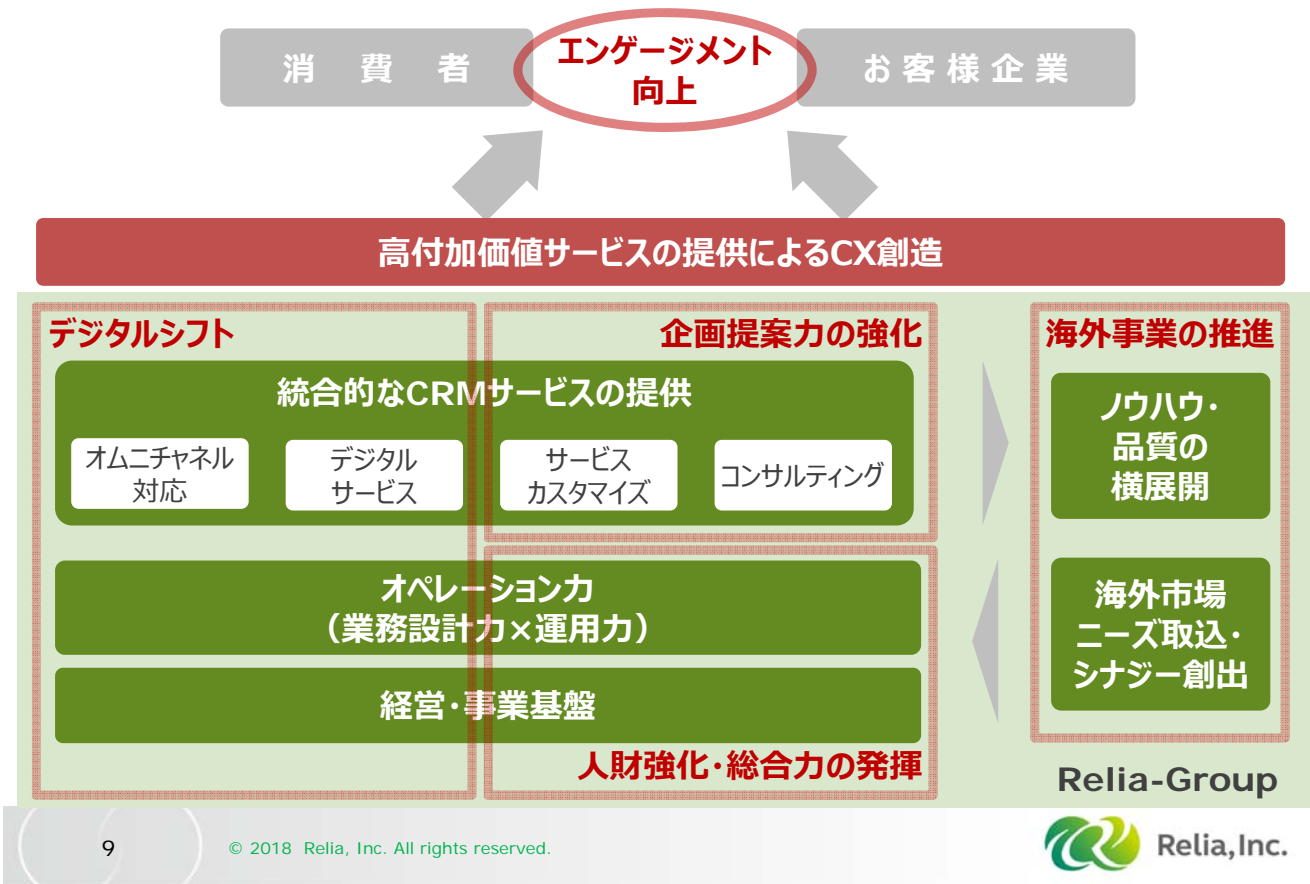 消 費 者
エンゲージメント
向上
お客様企業
高付加価値サービスの提供によるCX創造
デジタルシフト
企画提案力の強化
海外事業の推進
統合的なCRMサービスの提供
オムニチャネル
対応
デジタル
サービス
サービス
カスタマイズ
コンサルティング
ノウハウ・
品質の
横展開
オペレーション力
（業務設計力×運用力）
海外市場
ニーズ取込・
シナジー創出
経営・事業基盤
人財強化・総合力の発揮
Relia-Group
9
© 2018 Relia, Inc. All rights reserved.
Relia, Inc.